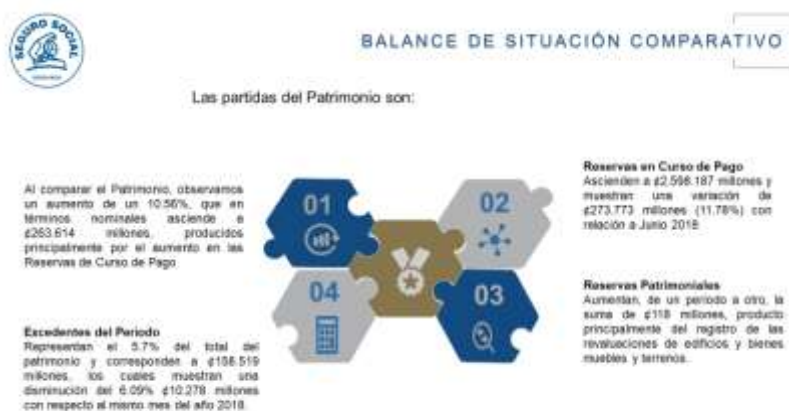 SEGURO SOCIAL
BALANCE DE SITUACIÓN COMPARATIVO
Las partidas del Patrimonio son:
Al comparar el Patrimonio, observamos
un aumento de un 10.56%, que en
términos nominales asciende a
¢263.614 millones, producidos
principalmente por el aumento en las
Reservas de Curso de Pago
01
02
03
04
Reservas en Curso de Pago
Ascienden a ¢2,598.187 millones y
muestran una variación de
¢273.773 millones (11.78%) con
relación a Junio 2018
Reservas Patrimoniales
Aumentan, de un periodo a otro, la
suma de ¢118 millones, producto
principalmente del registro de las
revaluaciones de edificios y bienes
muebles y terrenos.
Excedentes del Periodo
Representan el 5.7% del total del
patrimonio y corresponden a ¢158.519
millones, los cuales muestran una
disminución del 6.09% ¢10.278 millones
con respecto al mismo mes del año 2018.